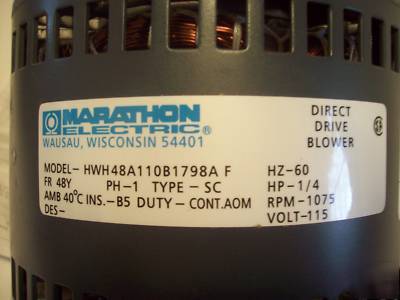 MARATHON
ELECTRIC®
WAUSAU, WISCONSIN 54401
DIRECT
DRIVE
BLOWER
MODEL- HWH48A110B1798A F
FR 48Y PH-1 TYPE- SC
AMB 40°C INS.-B5 DUTY- CONT.AOM
DES-
HZ-60
HP-1/4
RPM-1075
VOLT-115